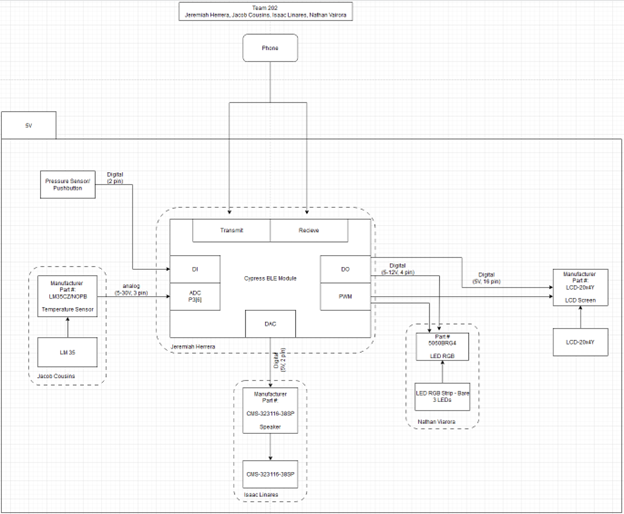 Team 202
Jeremiah Herrera, Jacob Cousins, Isaac Linares, Nathan Vairora
Phone
5V
Pressure Sensor/
Pushbutton
Digital
(2 pin)
Transmit
Recieve
DI
Cypress BLE Module
DO
ADC
P3[6]
PWM
DAC
Jeremiah Herrera
Manufacturer
Part #:
LM35CZ/NOPB
Temperature Sensor
analog
(5-30V, 3 pin)
LM 35
Jacob Cousins
Digital
(5-12V, 4 pin)
Digital
(5V, 16 pin)
Manufacturer
Part #:
LCD-20x4Y
LCD Screen
LCD-20x4Y
Part #
5050BRG4
LED RGB
LED RGB Strip - Bare
3 LEDs
Nathan Viarora
Digital
(5V, 2 pin)
Manufacturer
Part #:
CMS-323116-38SP
Speaker
CMS-323116-38SP
Isaac Linares